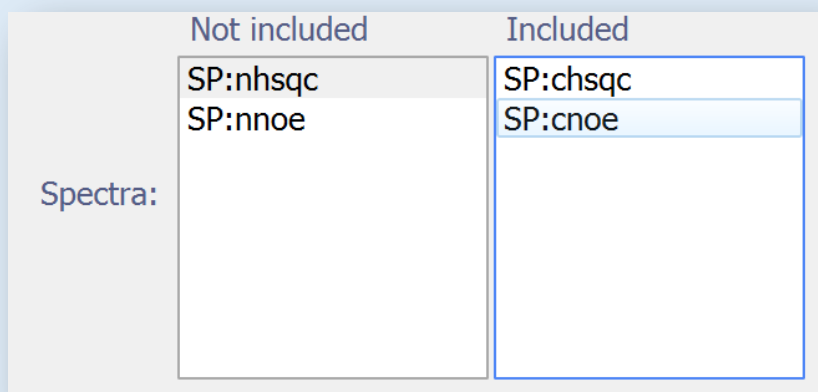 Not included Included
SP:nhsqc SP:chsqc
SP:nnoe SP:cnoe
Spectra: